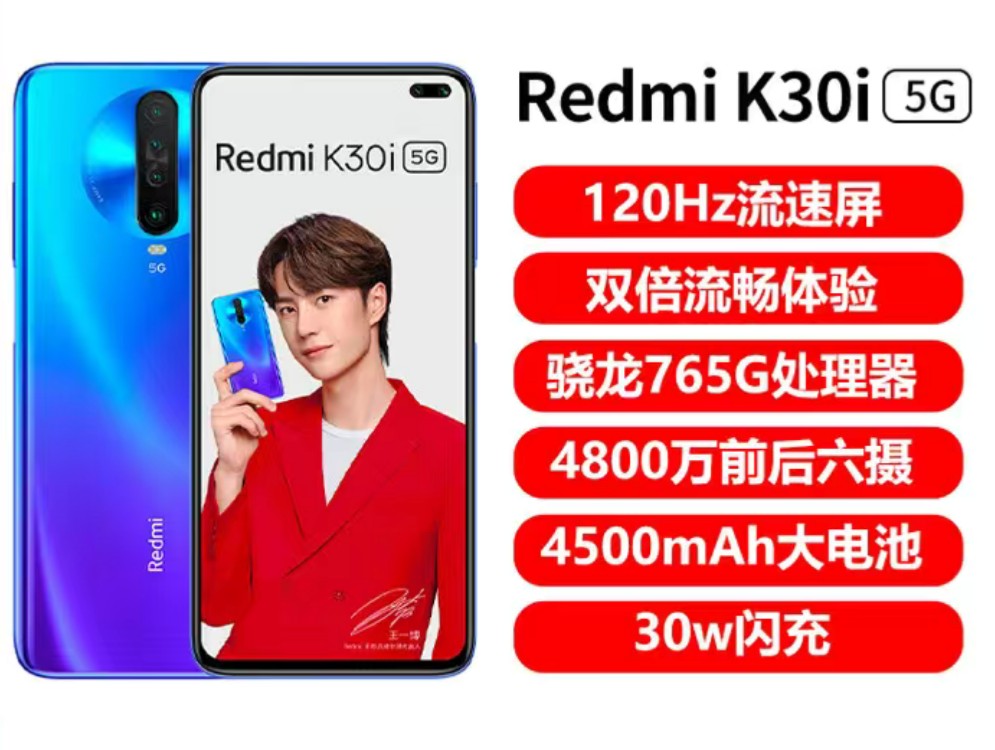 Redmi K30i 5G
120Hz流速屏
双倍流畅体验
骁龙765G处理器
4800万前后六摄
4500mAh大电池
30w闪充
Redmi K30i 5G
5G
Redmi
王一博